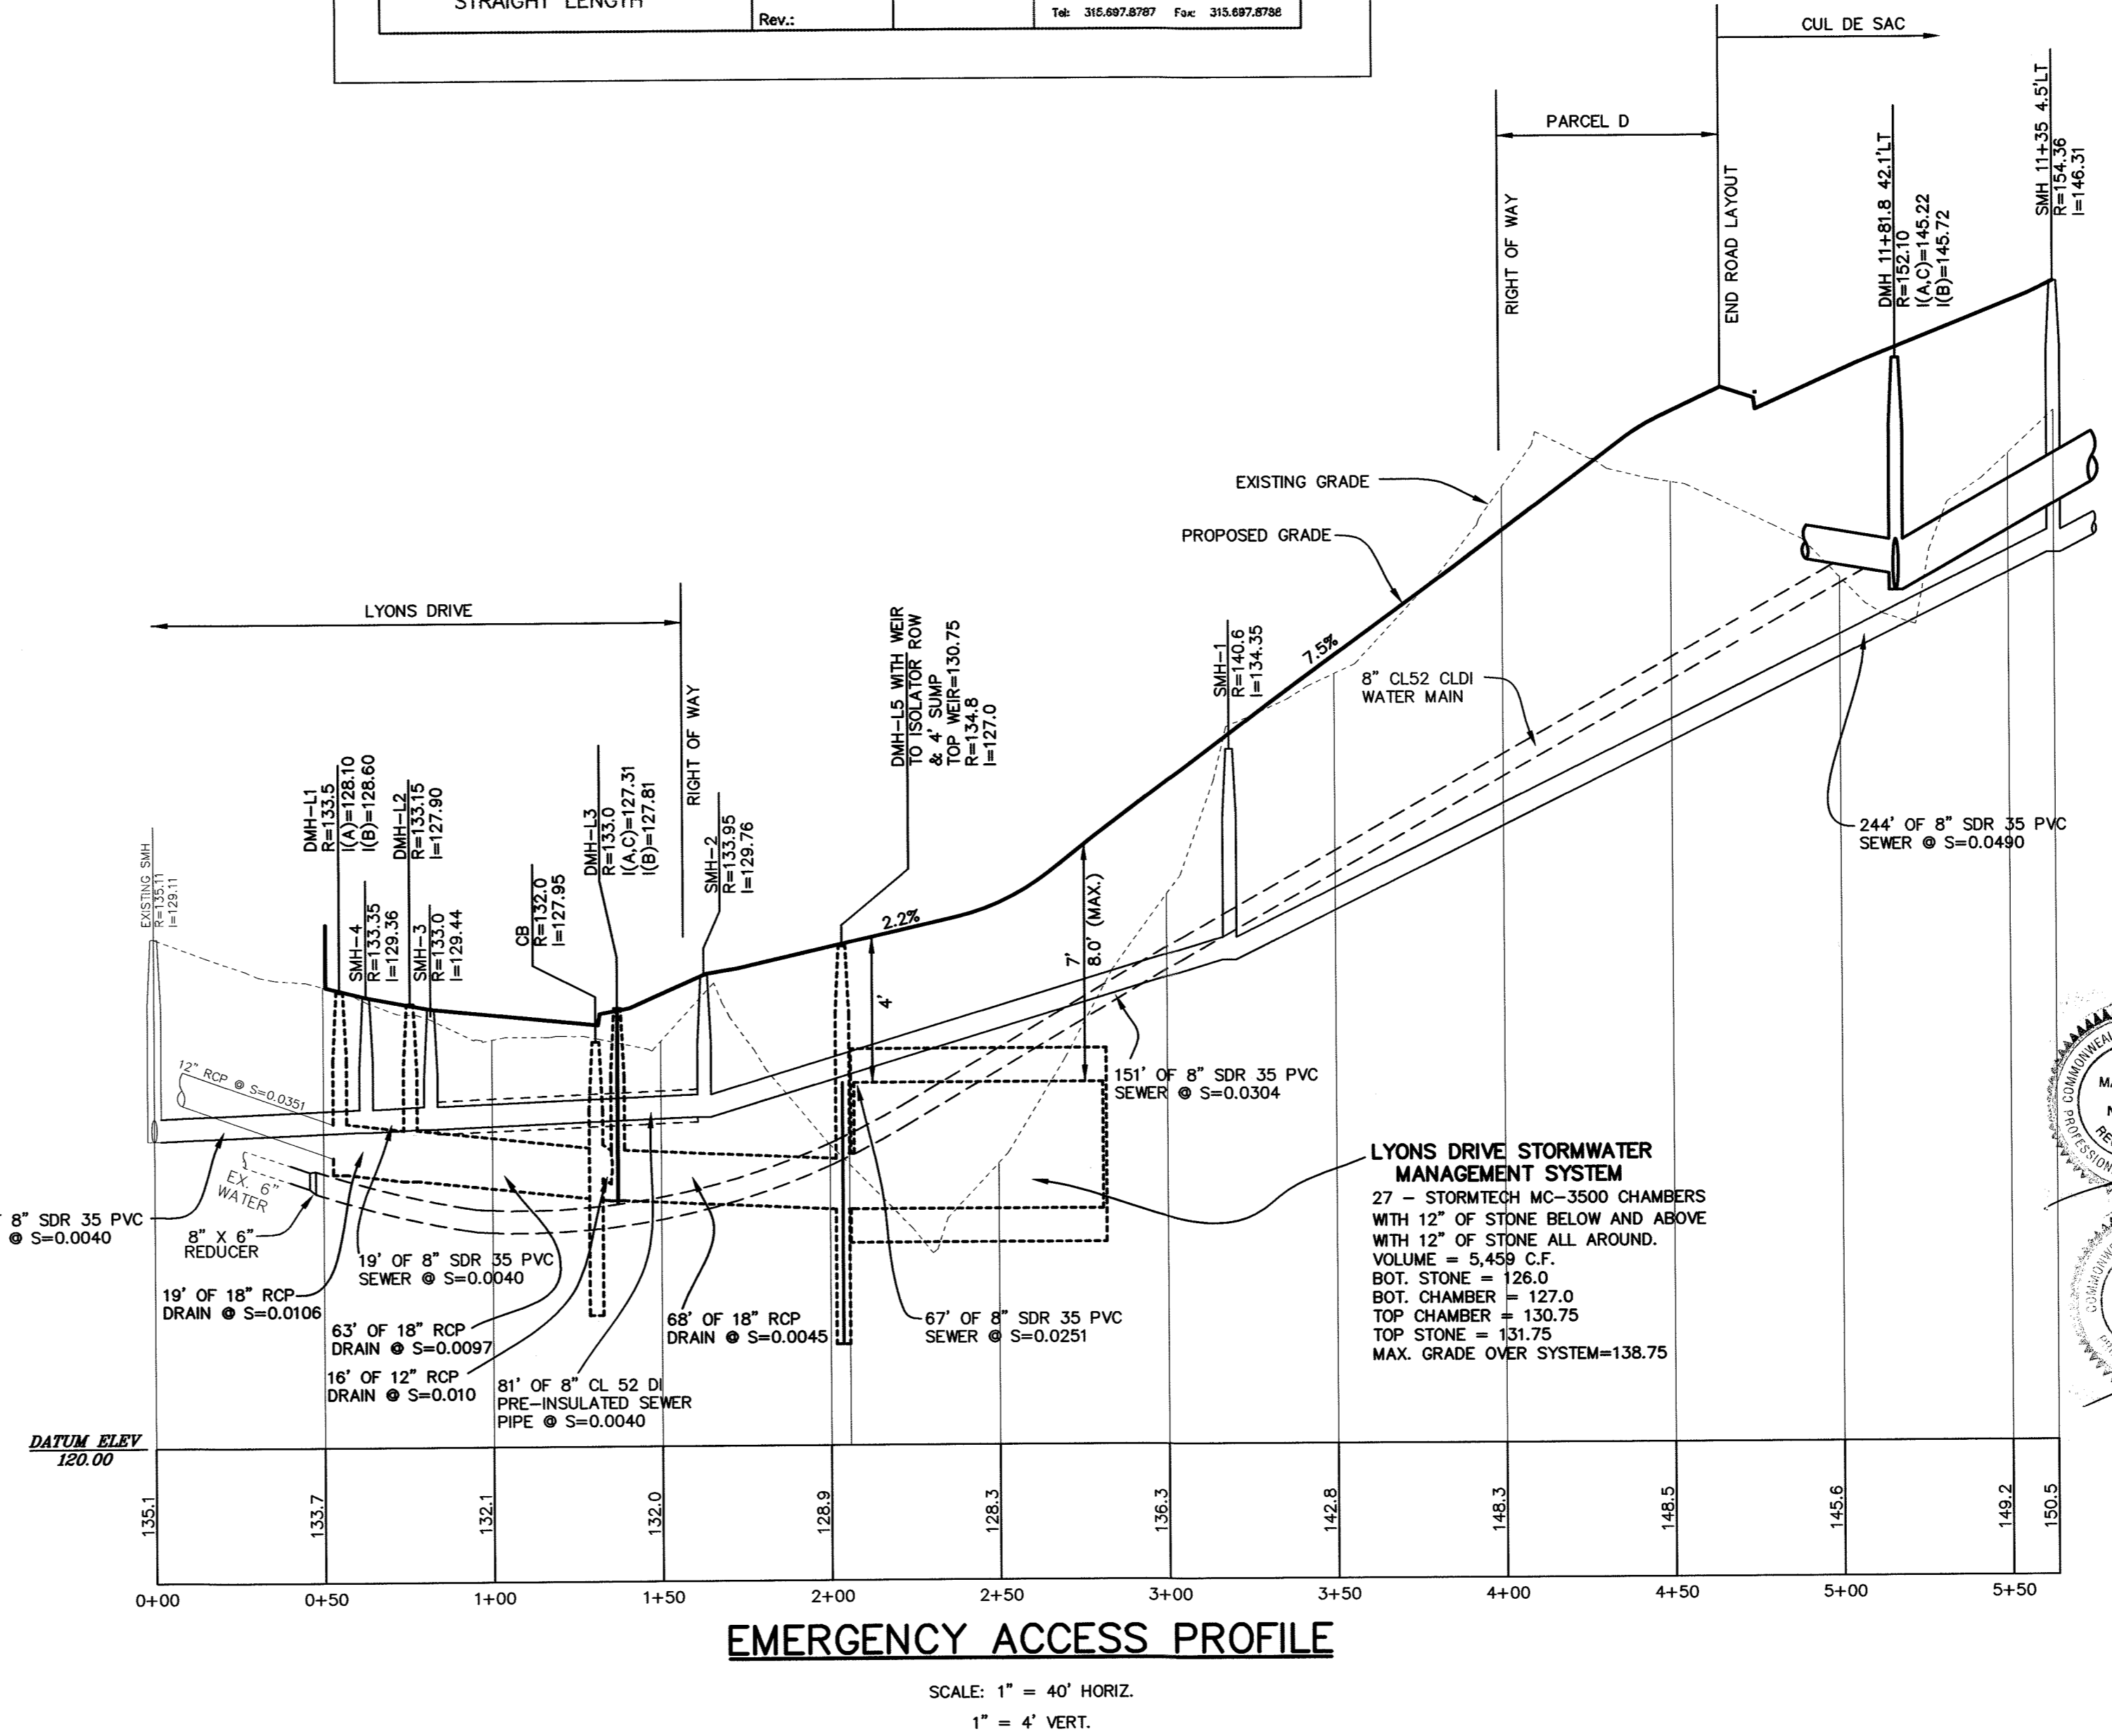 STRAIGHT LENGTH
Rev.:
Tel: 315.697.8787 Fax: 315.697.8788
CUL DE SAC
PARCEL D
RIGHT OF WAY
END ROAD LAYOUT
DMH 11+81.8 42.1'LT
R=152.10
I(A,C)=145.22
I(B)=145.72
SMH 11+35 4.5'LT
R=154.36
I=146.31
EXISTING GRADE
PROPOSED GRADE
7.5%
8" CL52 CLDI
WATER MAIN
244' OF 8" SDR 35 PVC
SEWER @ S=0.0490
LYONS DRIVE
RIGHT OF WAY
EXISTING SMH
R=135.11
I=129.11
DMH-L1
R=133.5
I(A)=128.10
I(B)=128.60
SMH-4
R=133.35
I=129.36
DMH-L2
R=133.15
I=127.90
SMH-3
R=133.0
I=129.44
CB
R=132.0
I=127.95
DMH-L3
R=133.0
I(A,C)=127.31
I(B)=127.81
SMH-2
R=133.95
I=129.76
DMH-L5 WITH WEIR
TO ISOLATOR ROW
& 4' SUMP
TOP WEIR=130.75
R=134.8
I=127.0
SMH-1
R=140.6
I=134.35
2.2%
4'
7'
8.0' (MAX.)
12" RCP @ S=0.0351
EX. 6"
WATER
8" X 6"
REDUCER
8" SDR 35 PVC
@ S=0.0040
19' OF 8" SDR 35 PVC
SEWER @ S=0.0040
19' OF 18" RCP
DRAIN @ S=0.0106
63' OF 18" RCP
DRAIN @ S=0.0097
16' OF 12" RCP
DRAIN @ S=0.010
81' OF 8" CL 52 DI
PRE-INSULATED SEWER
PIPE @ S=0.0040
68' OF 18" RCP
DRAIN @ S=0.0045
67' OF 8" SDR 35 PVC
SEWER @ S=0.0251
151' OF 8" SDR 35 PVC
SEWER @ S=0.0304
LYONS DRIVE STORMWATER
MANAGEMENT SYSTEM
27 - STORMTECH MC-3500 CHAMBERS
WITH 12" OF STONE BELOW AND ABOVE
WITH 12" OF STONE ALL AROUND.
VOLUME = 5,459 C.F.
BOT. STONE = 126.0
BOT. CHAMBER = 127.0
TOP CHAMBER = 130.75
TOP STONE = 131.75
MAX. GRADE OVER SYSTEM=138.75
DATUM ELEV
120.00
135.1 133.7 132.1 132.0 128.9 128.3 136.3 142.8 148.3 148.5 145.6 149.2 150.5
0+00 0+50 1+00 1+50 2+00 2+50 3+00 3+50 4+00 4+50 5+00 5+50
EMERGENCY ACCESS PROFILE
SCALE: 1" = 40' HORIZ.
1" = 4' VERT.